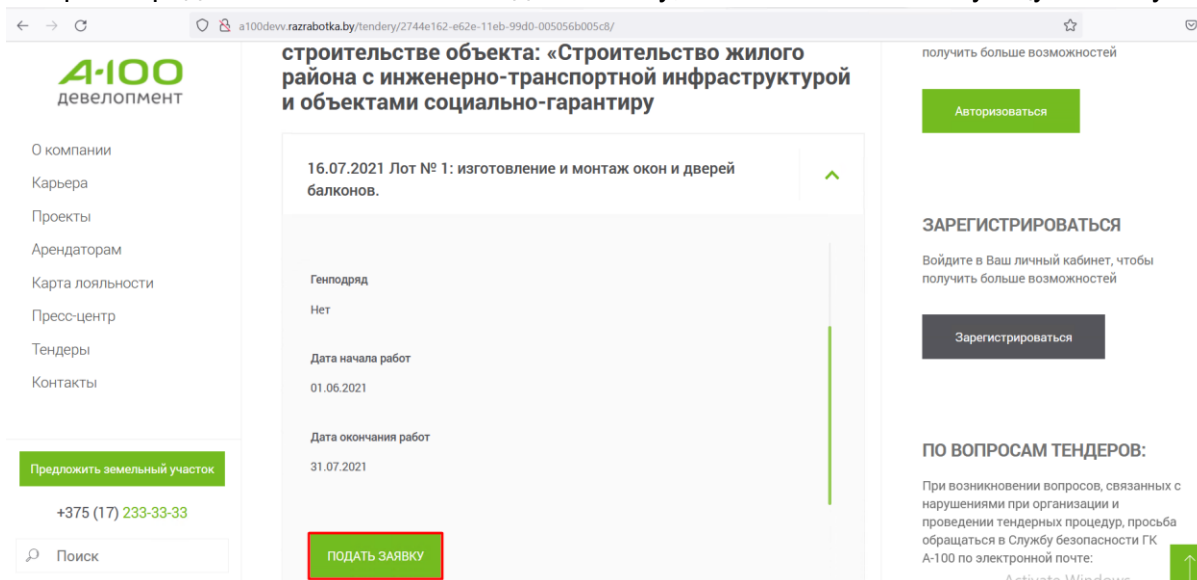 a100devv.razrabotka.by/tendery/2744e162-e62e-11eb-99d0-005056b005c8/
А-100
девелопмент
О компании
Карьера
Проекты
Арендаторам
Карта лояльности
Пресс-центр
Тендеры
Контакты
Предложить земельный участок
+375 (17) 233-33-33
Поиск
строительстве объекта: «Строительство жилого
района с инженерно-транспортной инфраструктурой
и объектами социально-гарантиру
16.07.2021 Лот № 1: изготовление и монтаж окон и дверей
балконов.
Генподряд
Нет
Дата начала работ
01.06.2021
Дата окончания работ
31.07.2021
ПОДАТЬ ЗАЯВКУ
получить больше возможностей
Авторизоваться
ЗАРЕГИСТРИРОВАТЬСЯ
Войдите в Ваш личный кабинет, чтобы
получить больше возможностей
Зарегистрироваться
ПО ВОПРОСАМ ТЕНДЕРОВ:
При возникновении вопросов, связанных с
нарушениями при организации и
проведении тендерных процедур, просьба
обращаться в Службу безопасности ГК
А-100 по электронной почте:
Activate Windows